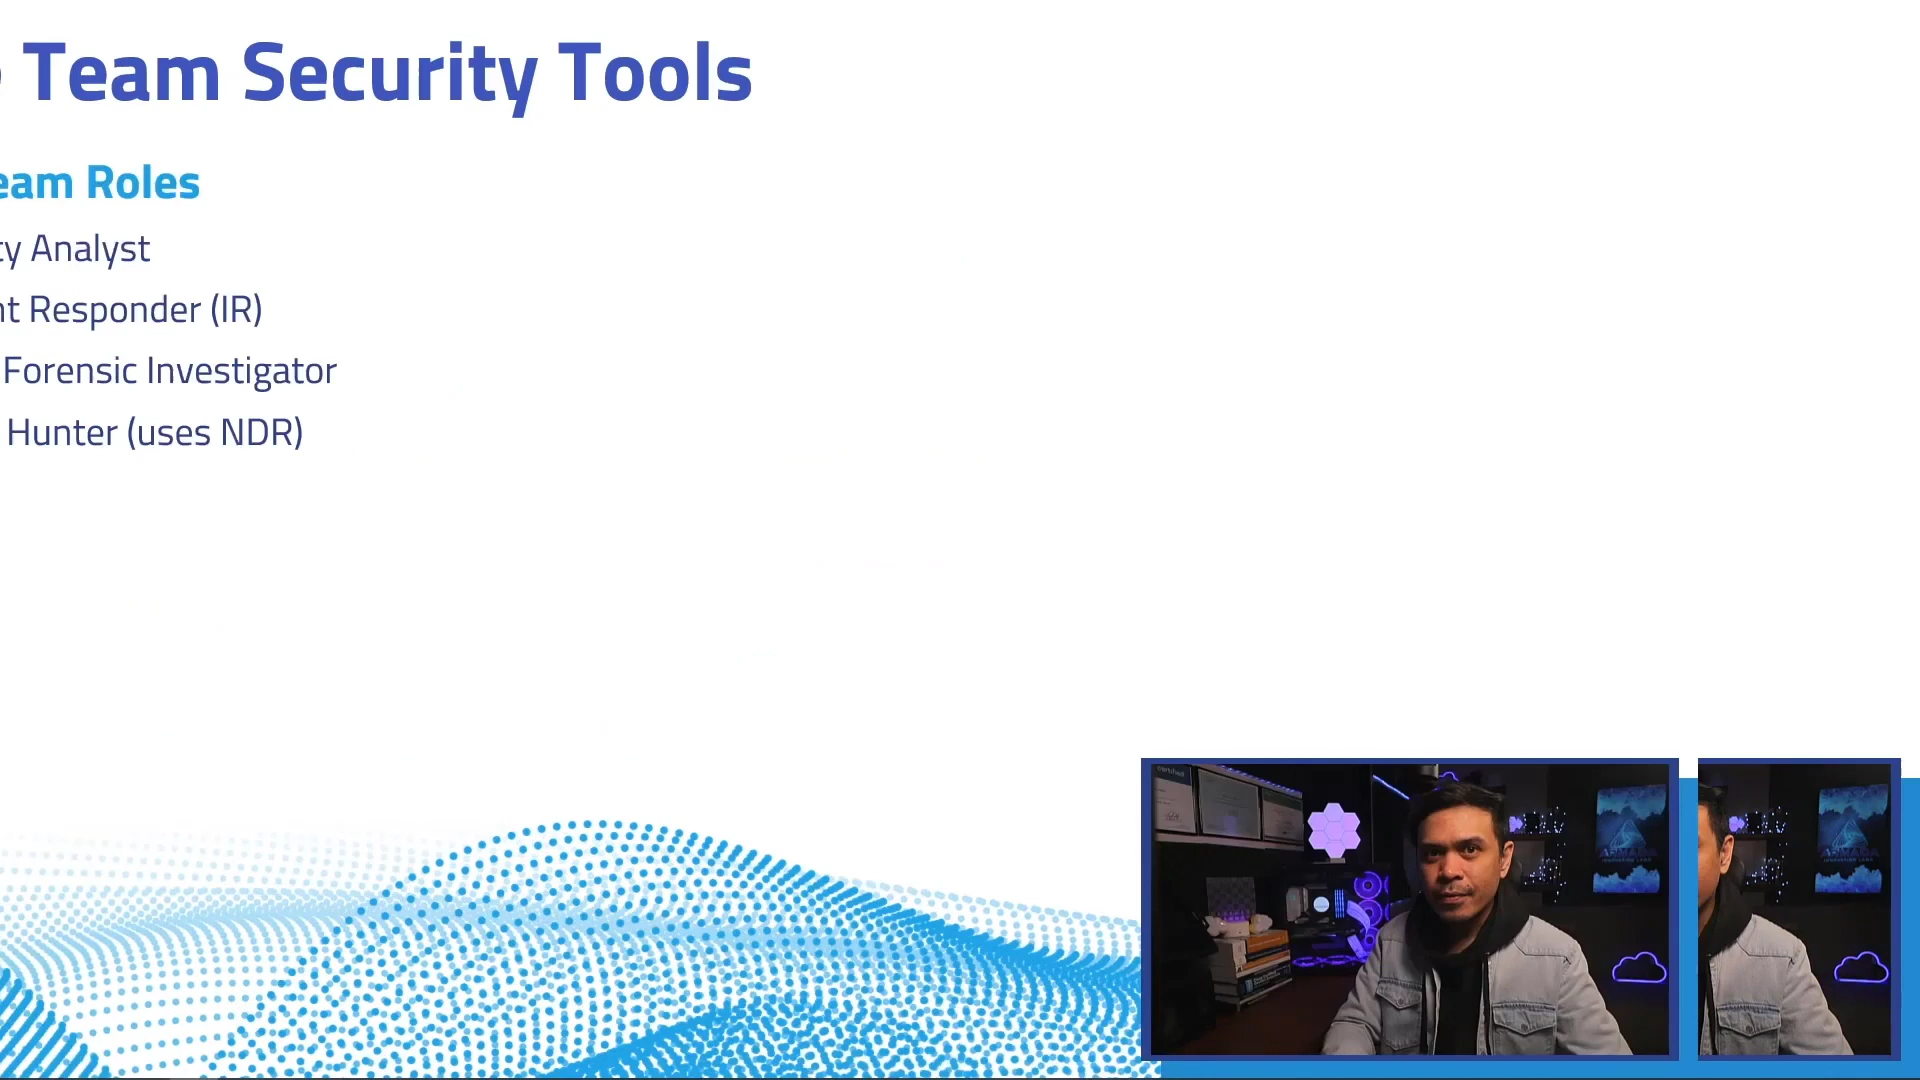 Team Security Tools
eam Roles
ty Analyst
nt Responder (IR)
Forensic Investigator
Hunter (uses NDR)